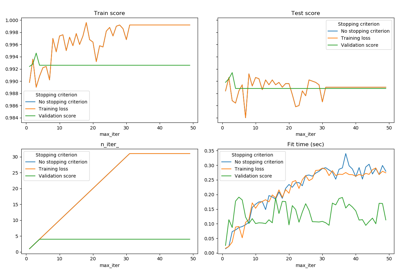 Train score
1.000
0.998
0.996
0.994
0.992
0.990
0.988
0.986
0.984
Stopping criterion
No stopping criterion
Training loss
Validation score
0 10 20 30 40 50
max_iter
Test score
Stopping criterion
No stopping criterion
Training loss
Validation score
0 10 20 30 40 50
max_iter
n_iter_
30
25
20
15
10
5
0
Stopping criterion
No stopping criterion
Training loss
Validation score
0 10 20 30 40 50
max_iter
Fit time (sec)
0.35
0.30
0.25
0.20
0.15
0.10
0.05
0.00
Stopping criterion
No stopping criterion
Training loss
Validation score
0 10 20 30 40 50
max_iter